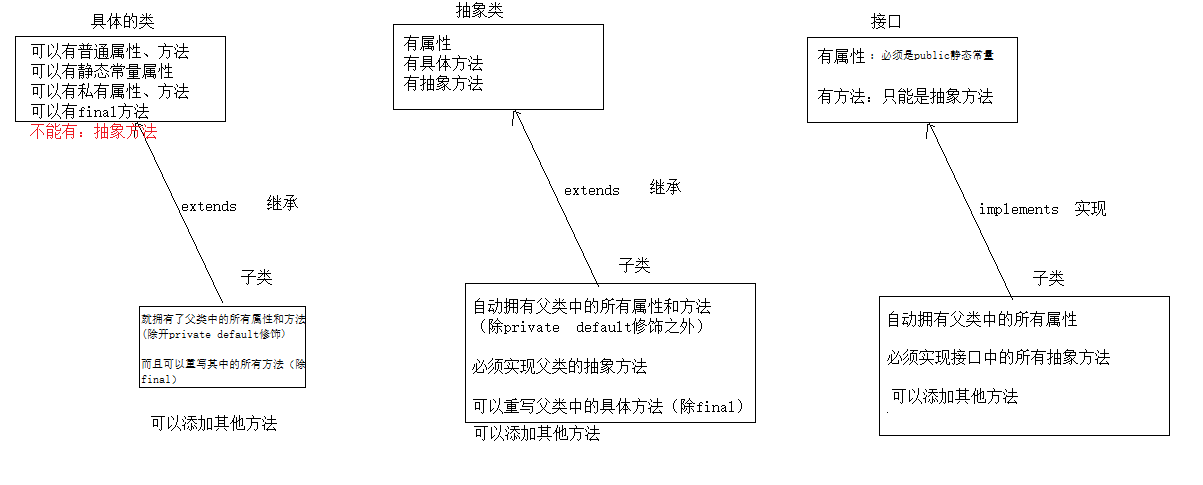 具体的类
可以有普通属性、方法
可以有静态常量属性
可以有私有属性、方法
可以有final方法
不能有：抽象方法
extends 继承
子类
就拥有了父类中的所有属性和方法
(除开private default修饰)
而且可以重写其中的所有方法（除
final）
可以添加其他方法
抽象类
有属性
有具体方法
有抽象方法
extends 继承
子类
自动拥有父类中的所有属性和方法
（除private default修饰之外）
必须实现父类的抽象方法
可以重写父类中的具体方法（除final）
可以添加其他方法
接口
有属性：必须是public静态常量
有方法：只能是抽象方法
implements 实现
子类
自动拥有父类中的所有属性
必须实现接口中的所有抽象方法
可以添加其他方法